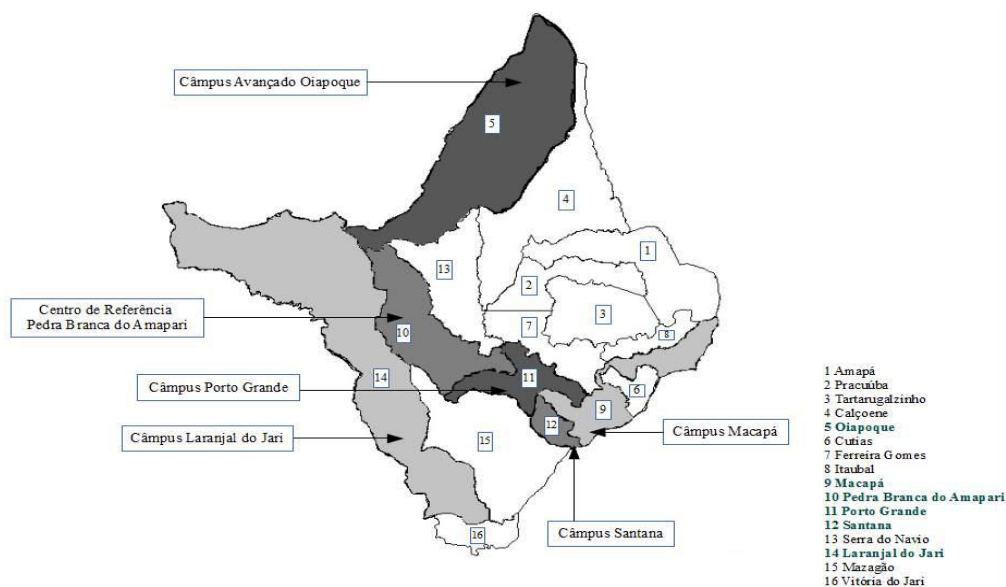 Câmpus Avançado Oiapoque
5
4
1
13
2
3
Centro de Referência
Pedra Branca do Amapari
7
8
10
Câmpus Porto Grande
14
11
6
9
12
Câmpus Laranjal do Jari
15
Câmpus Macapá
16
Câmpus Santana
1 Amapá
2 Pracuúba
3 Tartarugalzinho
4 Calçoene
5 Oiapoque
6 Cutias
7 Ferreira Gomes
8 Itaubal
9 Macapá
10 Pedra Branca do Amapari
11 Porto Grande
12 Santana
13 Serra do Navio
14 Laranjal do Jari
15 Mazagão
16 Vitória do Jari